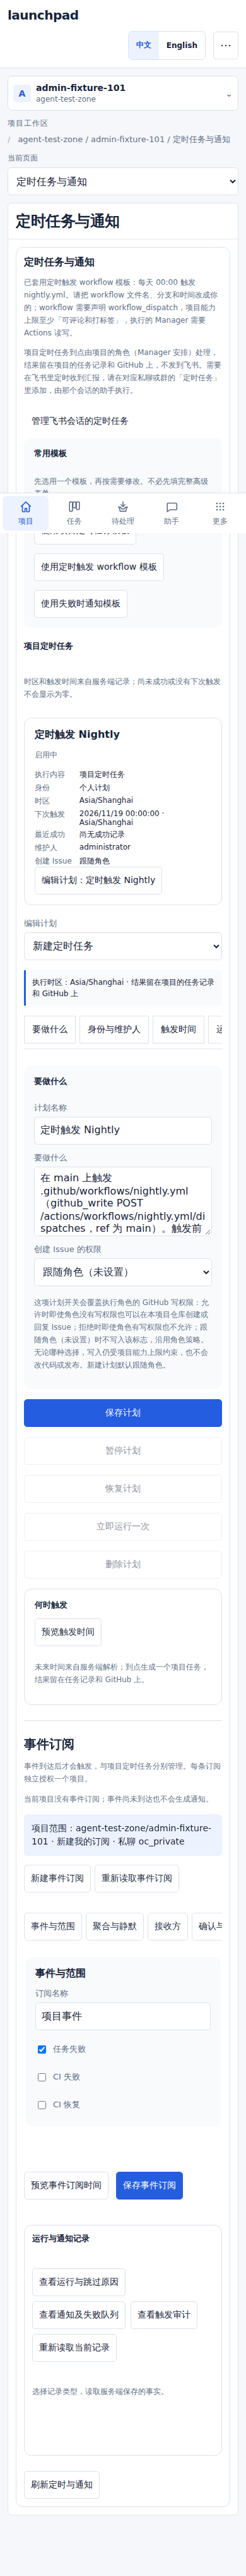 launchpad
中文 English ...
A
admin-fixture-101
agent-test-zone
项目工作区
/ agent-test-zone / admin-fixture-101 / 定时任务与通知
当前页面
定时任务与通知
定时任务与通知
定时任务与通知
已套用定时触发 workflow 模板：每天 00:00 触发
nightly.yml。请把 workflow 文件名、分支和时间改成你
的；workflow 需要声明 workflow_dispatch，项目能力
上限至少「可评论和打标签」，执行的 Manager 需要
Actions 读写。
项目定时任务到点由项目的角色（Manager 安排）处理，
结果留在项目的任务记录和 GitHub 上，不发到飞书。需要
在飞书里定时收到汇报，请在对应私聊或群的「定时任务」
里添加，由那个会话的助手执行。
管理飞书会话的定时任务
常用模板
先选用一个模板，再按需要修改。不必填完整高级
项目 任务 待处理 助手 更多
使用定时触发 workflow 模板
使用失败时通知模板
项目定时任务
时区和触发时间来自服务端记录；尚未成功或没有下次触发
不会显示为零。
定时触发 Nightly
启用中
执行内容 项目定时任务
身份 个人计划
时区 Asia/Shanghai
下次触发 2026/11/19 00:00:00 ·
Asia/Shanghai
最近成功 尚无成功记录
维护人 administrator
创建 Issue 跟随角色
编辑计划：定时触发 Nightly
编辑计划
新建定时任务
执行时区：Asia/Shanghai · 结果留在项目的任务记录
和 GitHub 上
要做什么 身份与维护人 触发时间
要做什么
计划名称
定时触发 Nightly
要做什么
在 main 上触发
.github/workflows/nightly.yml
（github_write POST
/actions/workflows/nightly.yml/di
spatches，ref 为 main）。触发前
创建 Issue 的权限
跟随角色（未设置）
这项计划开关会覆盖执行角色的 GitHub 写权限：允
许时即使角色没有写权限也可以在本项目仓库创建或
回复 Issue；拒绝时即使角色有写权限也不允许；跟
随角色（未设置）时不写入该标志，沿用角色策略。
无论哪种选择，写入仍受项目能力上限约束，也不会
改代码或发布。新建计划默认跟随角色。
保存计划
暂停计划
恢复计划
立即运行一次
删除计划
何时触发
预览触发时间
未来时间来自服务端解析；到点生成一个项目任务，
结果留在任务记录和 GitHub 上。
事件订阅
事件到达后才会触发，与项目定时任务分别管理。每条订阅
独立授权一个项目。
当前项目没有事件订阅；事件尚未到达也不会生成通知。
项目范围：agent-test-zone/admin-fixture-
101 · 新建我的订阅 · 私聊 oc_private
新建事件订阅 重新读取事件订阅
事件与范围 聚合与静默 接收方 确认与
事件与范围
订阅名称
项目事件
任务失败
CI 失败
CI 恢复
预览事件订阅时间 保存事件订阅
运行与通知记录
查看运行与跳过原因
查看通知及失败队列 查看触发审计
重新读取当前记录
选择记录类型，读取服务端保存的事实。
刷新定时与通知